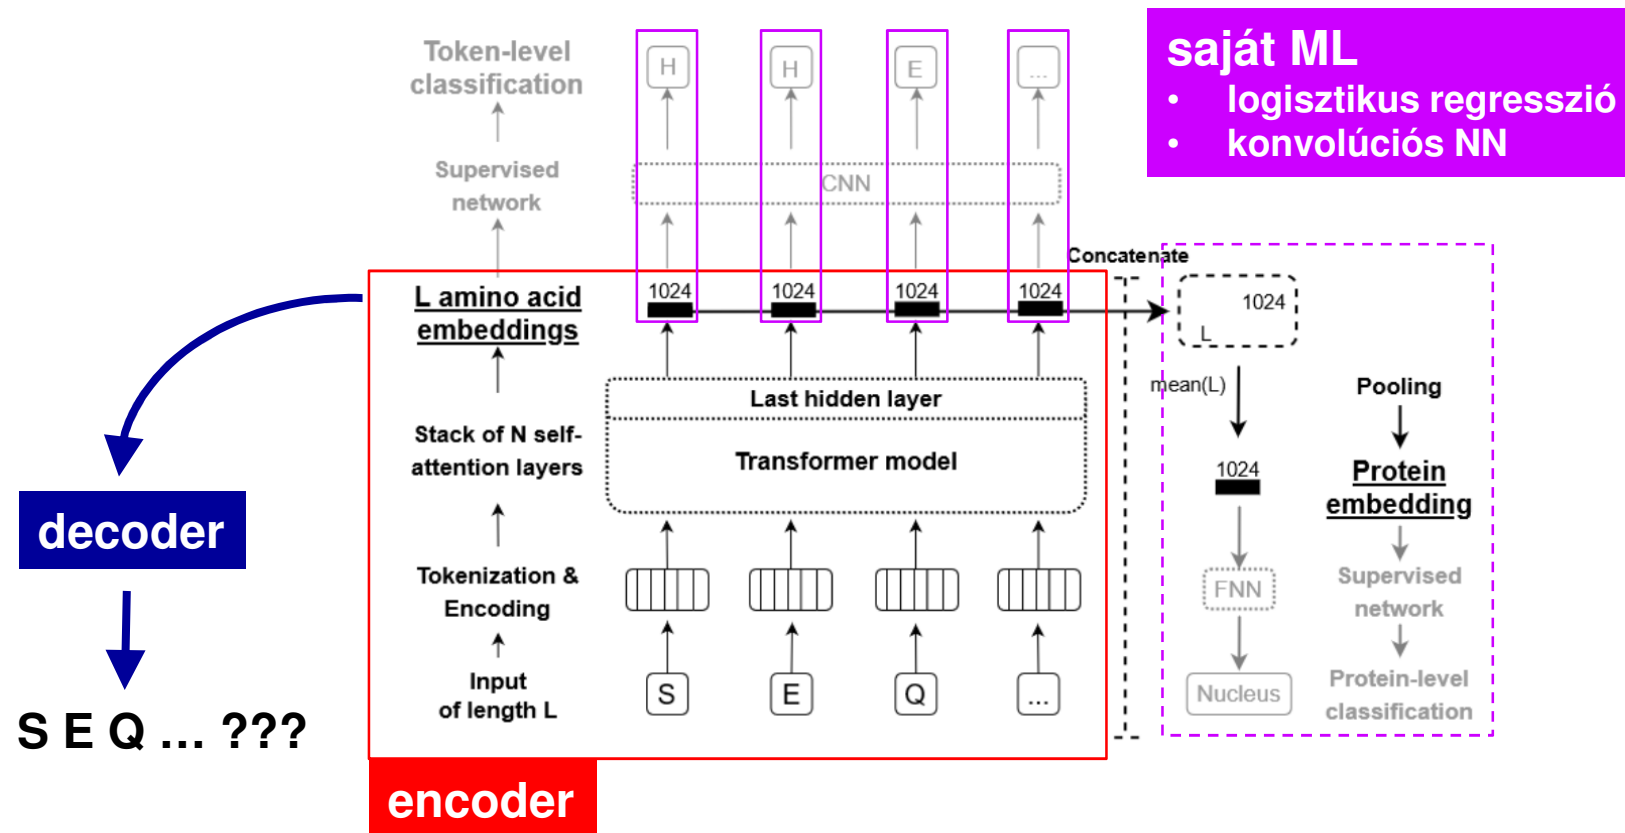 saját ML
• logisztikus regresszió
• konvolúciós NN
Token-level
classification
H
H
E
...
Supervised
network
CNN
Concatenate
L amino acid
embeddings
1024
1024
1024
1024
1024
L
mean(L)
Pooling
Last hidden layer
Stack of N self-
attention layers
Transformer model
1024
Protein
embedding
decoder
Tokenization &
Encoding
FNN
Supervised
network
Input
of length L
S
E
Q
...
Nucleus
Protein-level
classification
S E Q ... ???
encoder